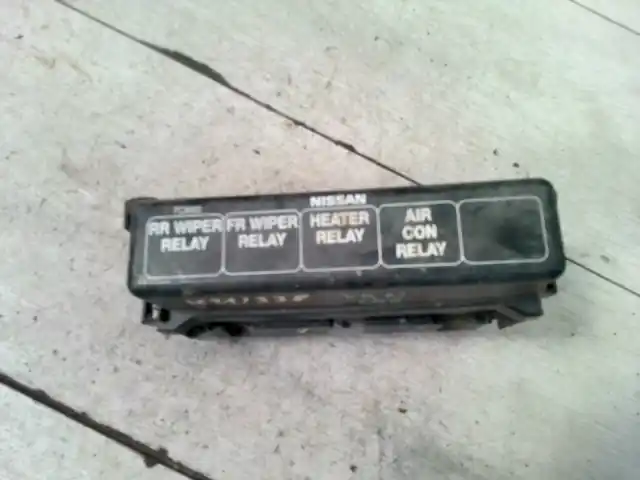 NISSAN
RR WIPER
RELAY
FR WIPER
RELAY
HEATER
RELAY
AIR
CON
RELAY